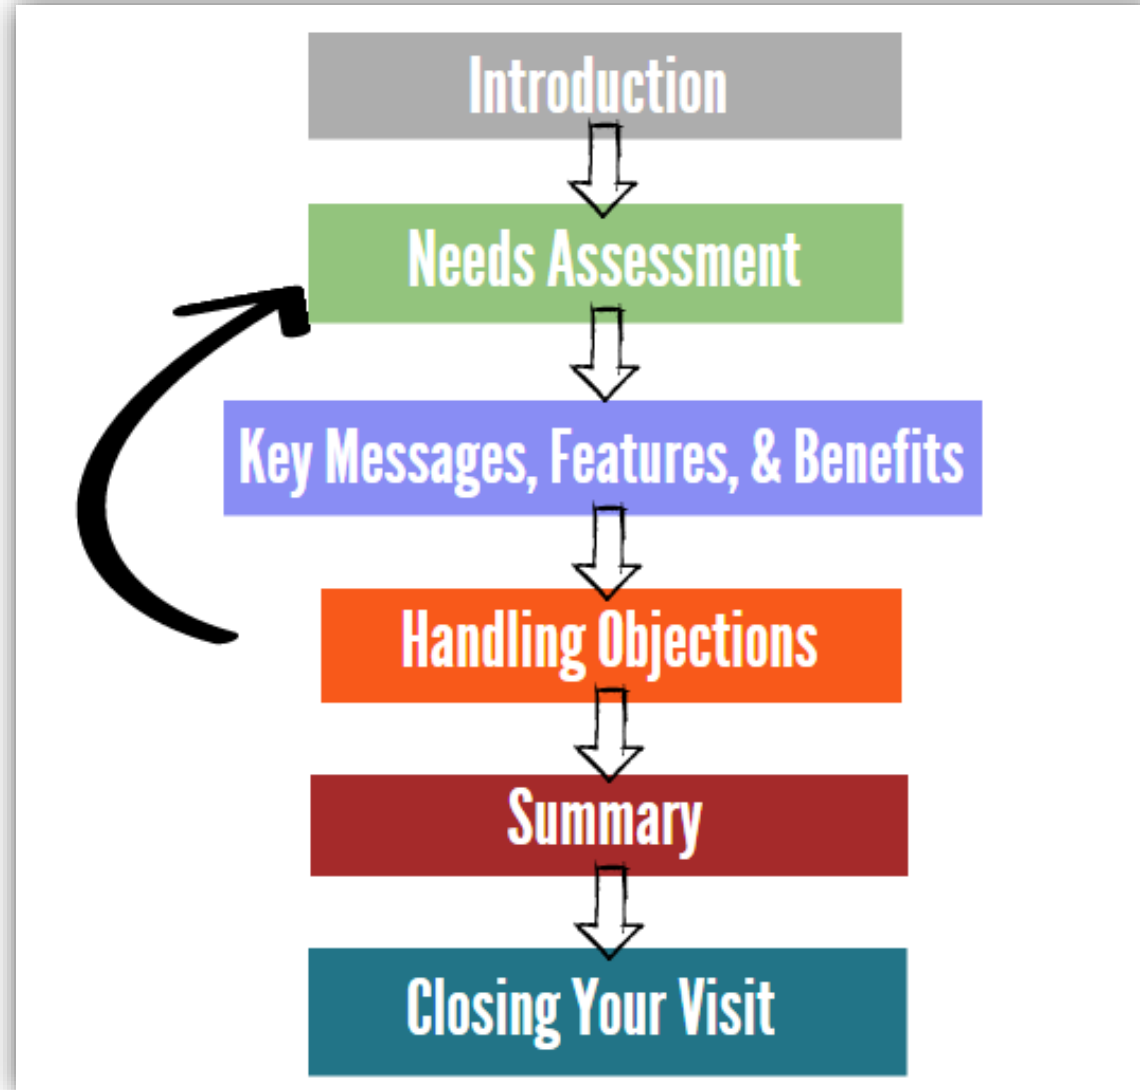 Introduction
Needs Assessment
Key Messages, Features, & Benefits
Handling Objections
Summary
Closing Your Visit